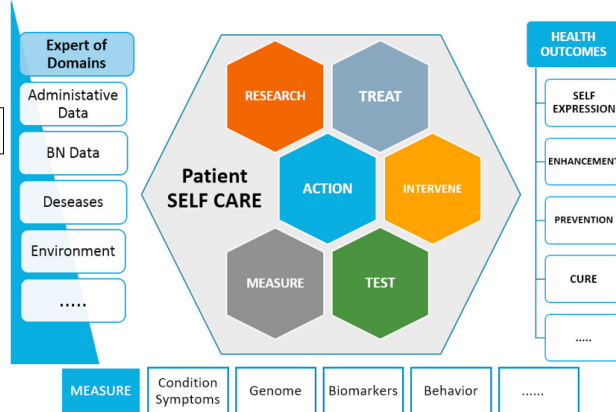 Expert of
Domains
Administative
Data
BN Data
Deseases
Environment
.....
RESEARCH
TREAT
Patient
SELF CARE
ACTION
INTERVENE
MEASURE
TEST
HEALTH
OUTCOMES
SELF
EXPRESSION
ENHANCEMENT
PREVENTION
CURE
.....
MEASURE
Condition
Symptoms
Genome
Biomarkers
Behavior
......